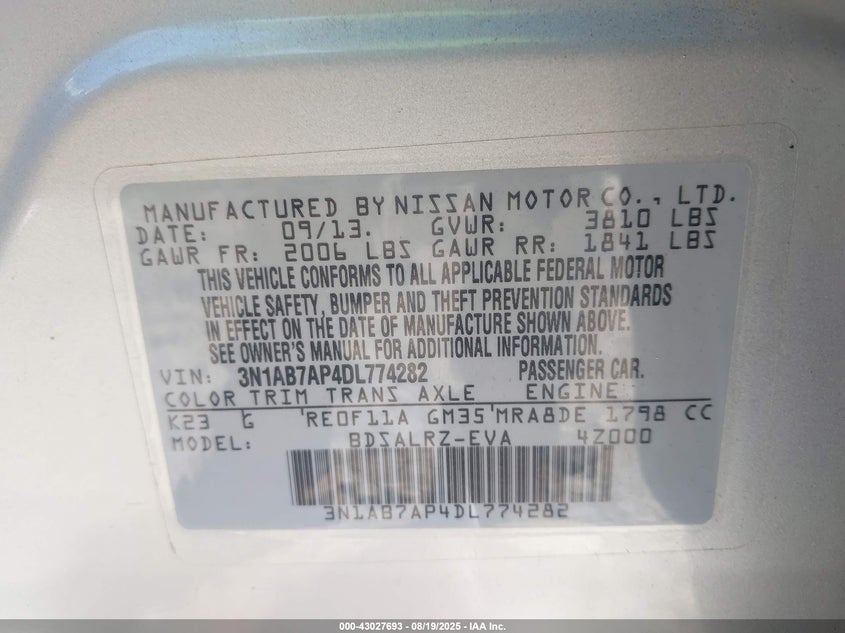 MANUFACTURED BY NISSAN MOTOR CO., LTD.
DATE: 09/13. GVWR: 3810 LBS
GAWR FR: 2006 LBS GAWR RR: 1841 LBS
THIS VEHICLE CONFORMS TO ALL APPLICABLE FEDERAL MOTOR
VEHICLE SAFETY, BUMPER AND THEFT PREVENTION STANDARDS
IN EFFECT ON THE DATE OF MANUFACTURE SHOWN ABOVE.
SEE OWNER'S MANUAL FOR ADDITIONAL INFORMATION.
VIN: 3N1AB7AP4DL774282 PASSENGER CAR.
COLOR TRIM TRANS AXLE ENGINE
K23 G RE0F11A GM35 MRA8DE 1798 CC
MODEL: BDSALRZ-EVA 4Z000
3N1AB7AP4DL774282
000-43027693 - 08/19/2025 - IAA Inc.